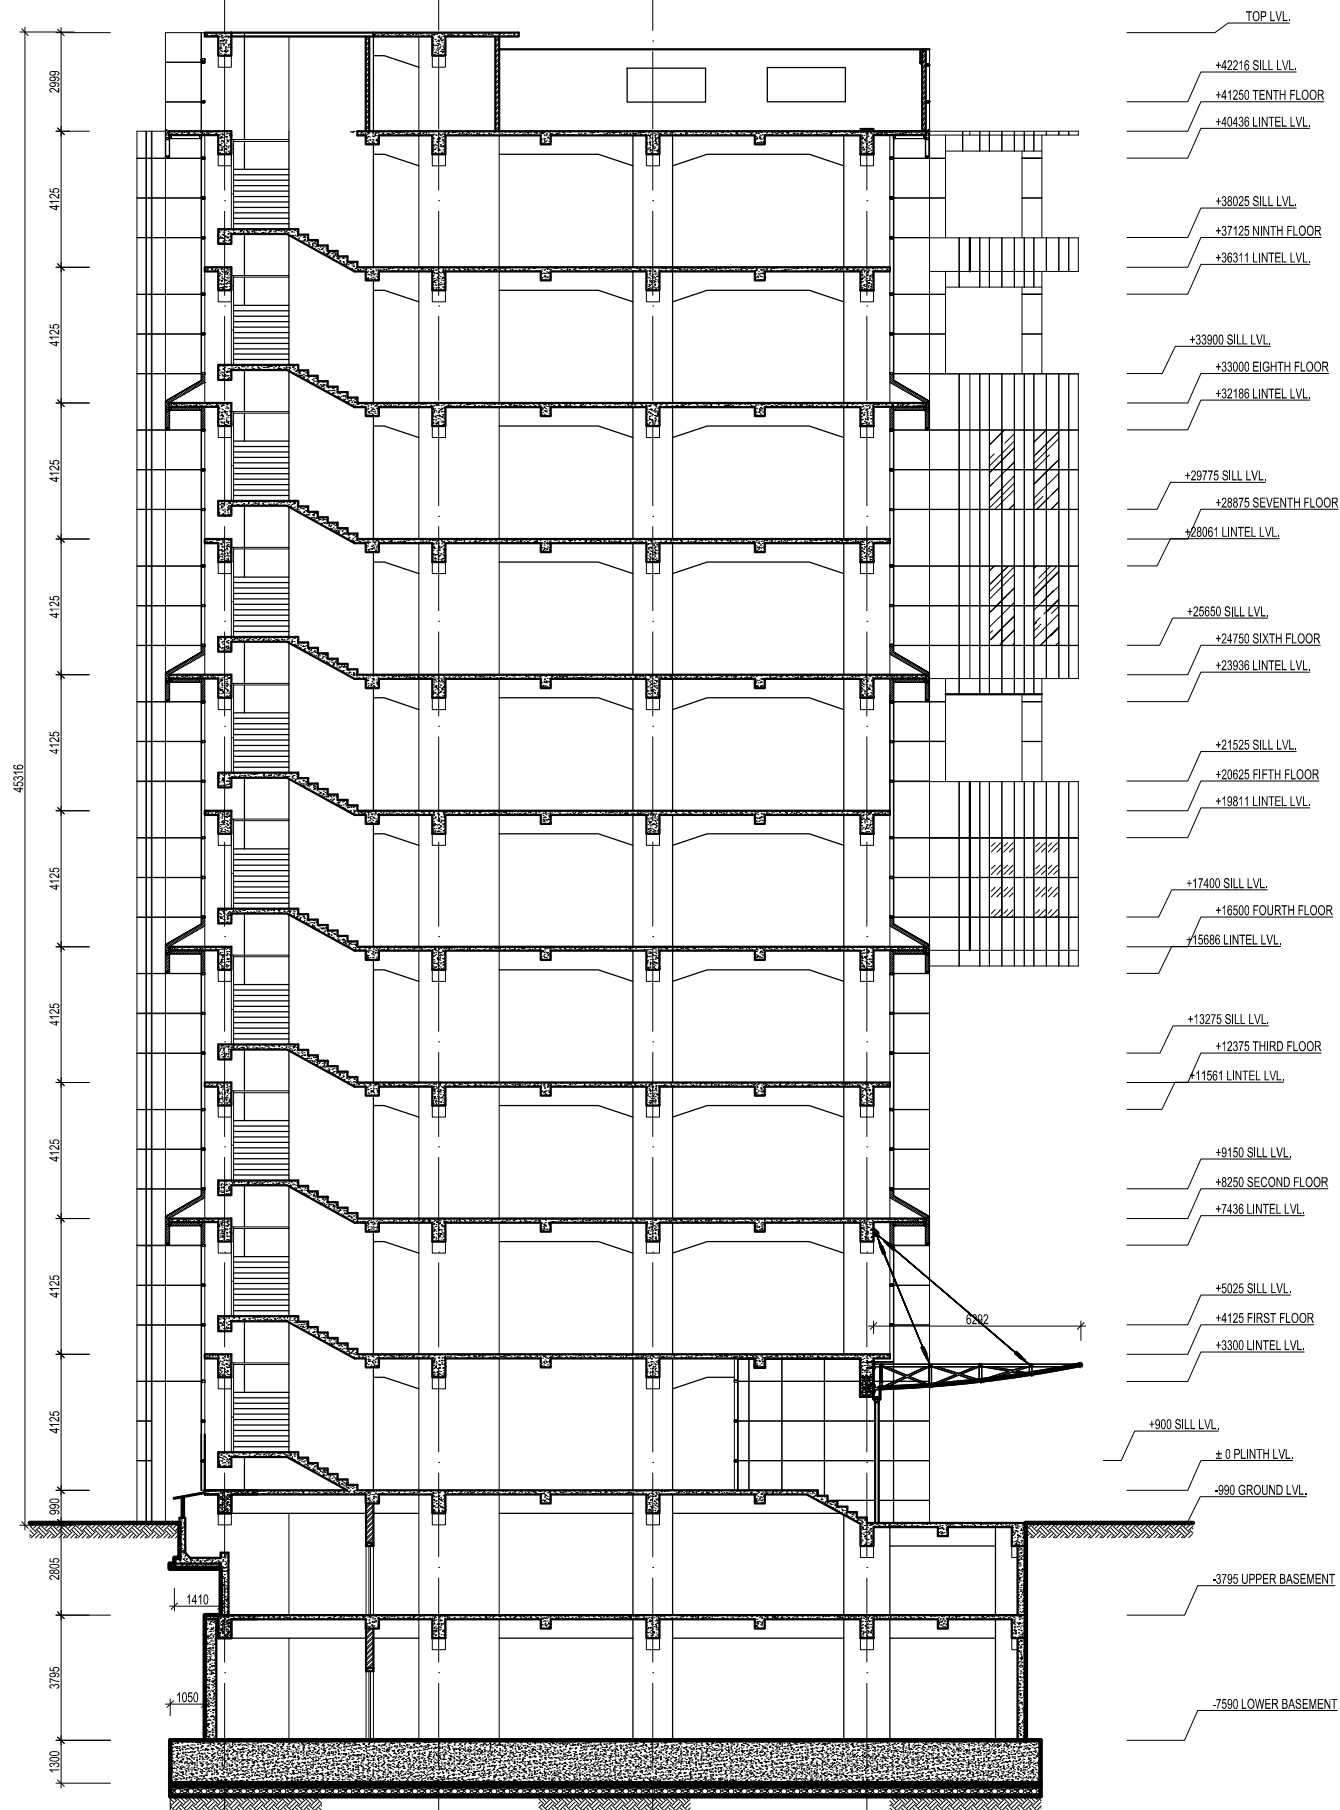 TOP LVL.
+42216 SILL LVL.
+41250 TENTH FLOOR
+40436 LINTEL LVL.
+38025 SILL LVL.
+37125 NINTH FLOOR
+36311 LINTEL LVL.
+33900 SILL LVL.
+33000 EIGHTH FLOOR
+32186 LINTEL LVL.
+29775 SILL LVL.
+28875 SEVENTH FLOOR
+28061 LINTEL LVL.
+25650 SILL LVL.
+24750 SIXTH FLOOR
+23936 LINTEL LVL.
+21525 SILL LVL.
+20625 FIFTH FLOOR
+19811 LINTEL LVL.
+17400 SILL LVL.
+16500 FOURTH FLOOR
+15686 LINTEL LVL.
+13275 SILL LVL.
+12375 THIRD FLOOR
+11561 LINTEL LVL.
+9150 SILL LVL.
+8250 SECOND FLOOR
+7436 LINTEL LVL.
+5025 SILL LVL.
+4125 FIRST FLOOR
+3300 LINTEL LVL.
+900 SILL LVL.
± 0 PLINTH LVL.
-990 GROUND LVL.
-3795 UPPER BASEMENT
-7590 LOWER BASEMENT
45316
2999
4125
4125
4125
4125
4125
4125
4125
4125
4125
4125
990
2805
3795
1300
6292
1410
1050